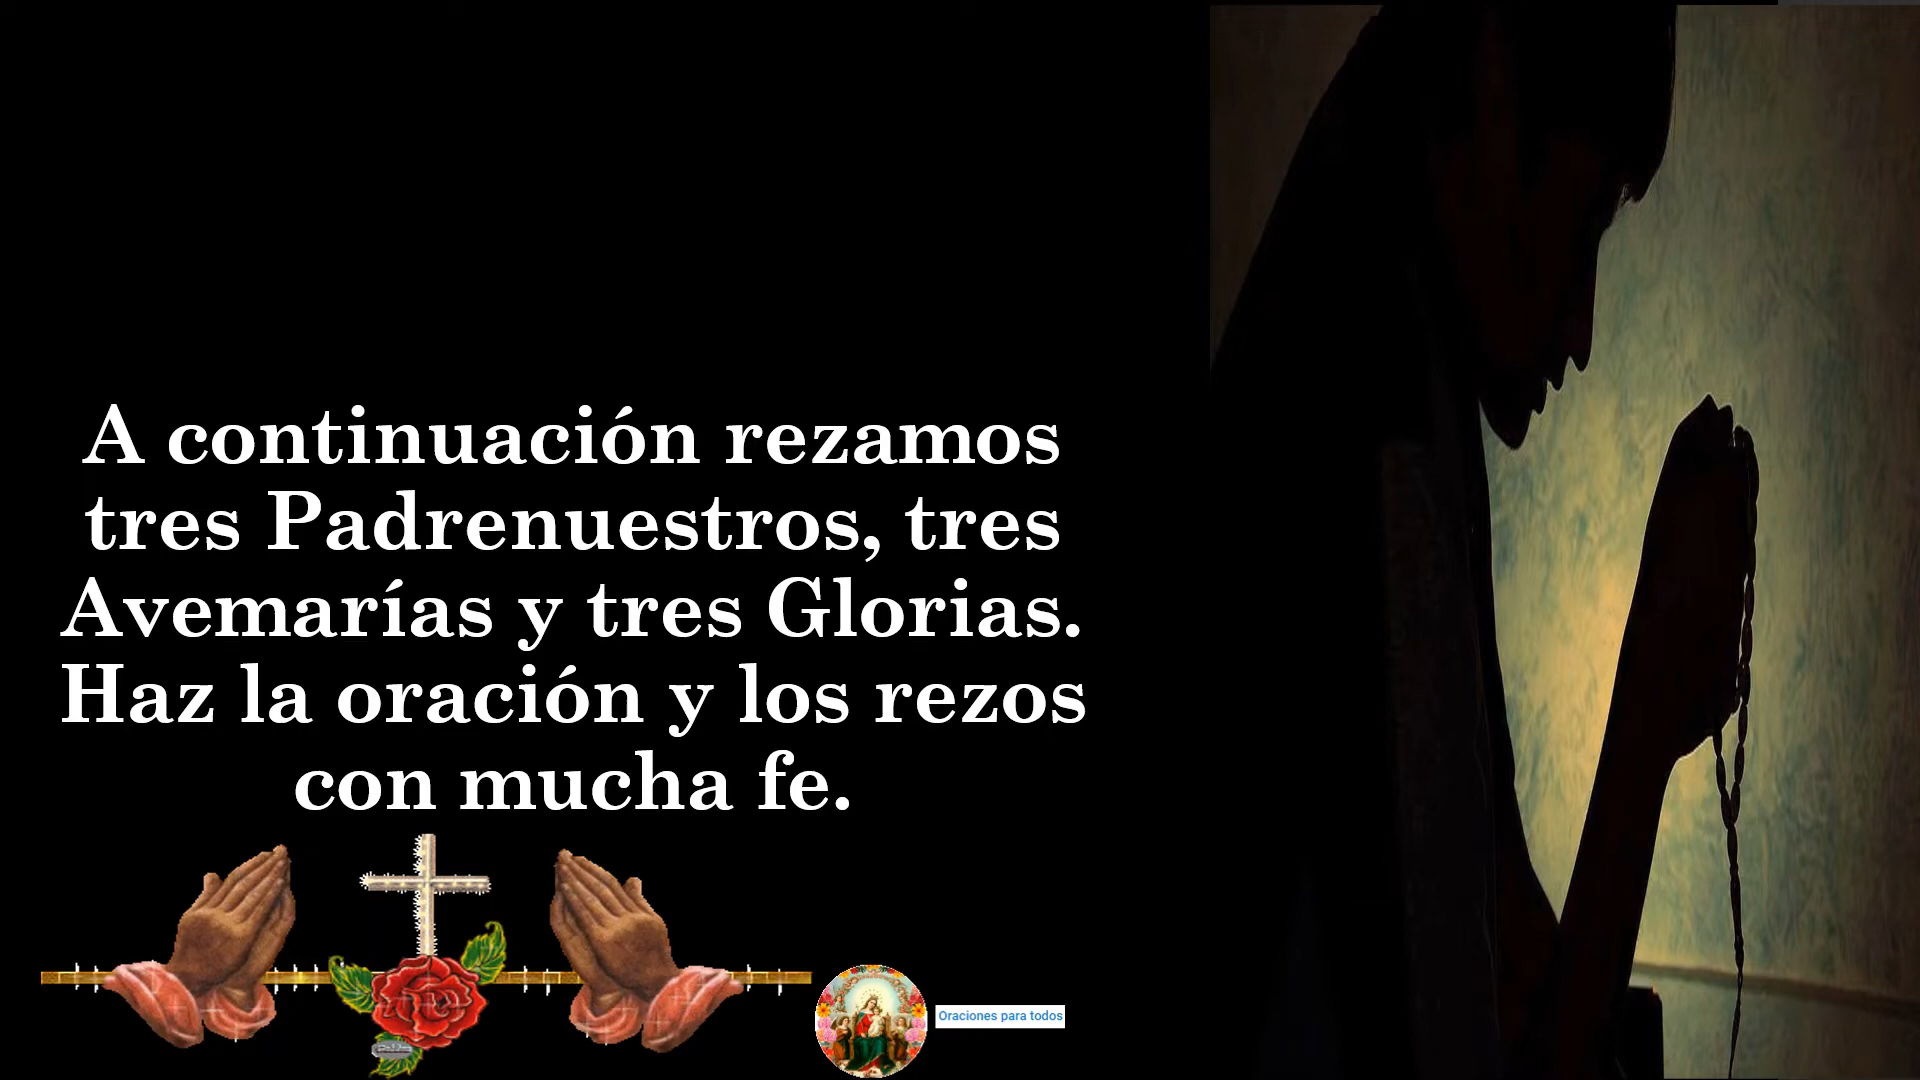 A continuación rezamos
tres Padrenuestros, tres
Avemarías y tres Glorias.
Haz la oración y los rezos
con mucha fe.
Oraciones para todos